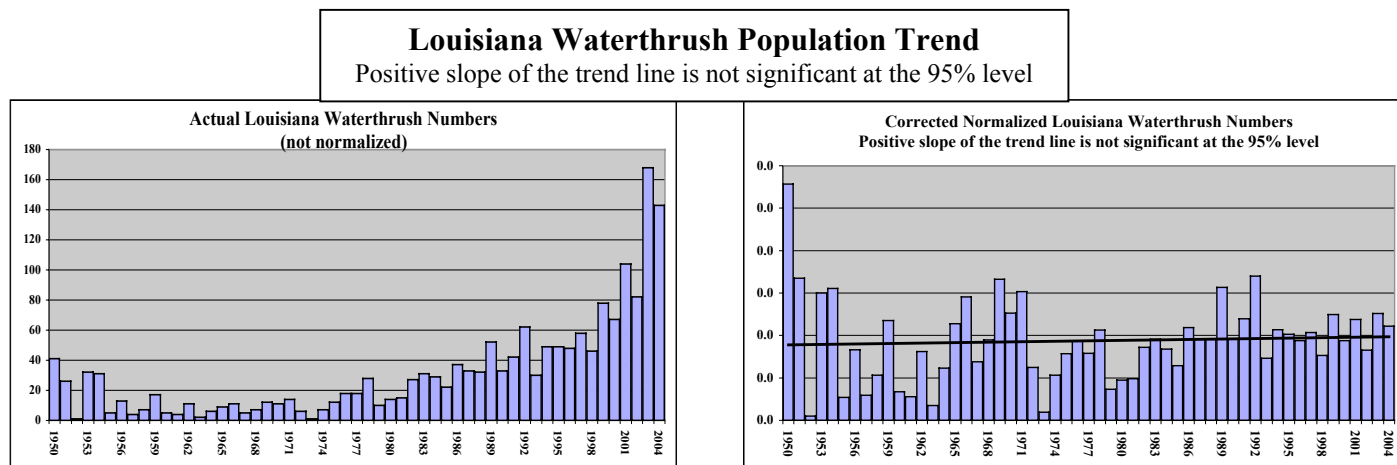 Louisiana Waterthrush Population Trend
Positive slope of the trend line is not significant at the 95% level
Actual Louisiana Waterthrush Numbers
(not normalized)
180
160
140
120
100
80
60
40
20
0
1950 1953 1956 1959 1962 1965 1968 1971 1974 1977 1980 1983 1986 1989 1992 1995 1998 2001 2004
Corrected Normalized Louisiana Waterthrush Numbers
Positive slope of the trend line is not significant at the 95% level
0.0
0.0
0.0
0.0
0.0
0.0
0.0
1950 1953 1956 1959 1962 1965 1968 1971 1974 1977 1980 1983 1986 1989 1992 1995 1998 2001 2004